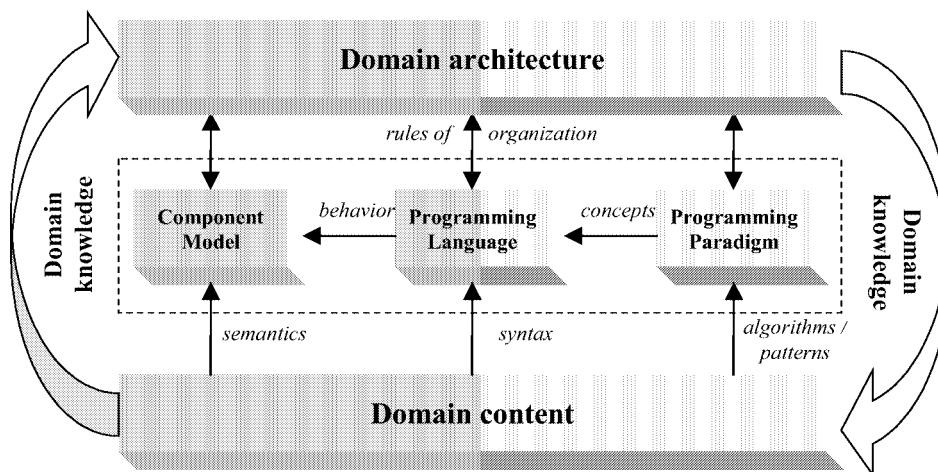 Domain architecture
rules of organization
Domain
knowledge
Component
Model
behavior
Programming
Language
concepts
Programming
Paradigm
Domain
knowledge
semantics
syntax
algorithms /
patterns
Domain content